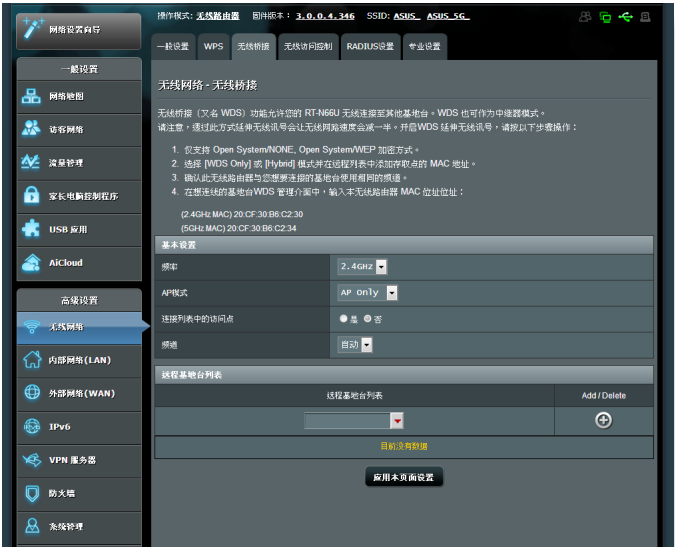 操作模式: 无线路由器 固件版本: 3.0.0.4.346 SSID: ASUS_ ASUS_5G_
网络设置向导
一般设置 WPS 无线桥接 无线访问控制 RADIUS设置 专业设置
一般设置
网络地图
访客网络
流量管理
家长电脑控制程序
USB 应用
AiCloud
高级设置
无线网络
内部网络(LAN)
外部网络(WAN)
IPv6
VPN 服务器
防火墙
系统管理
无线网络 - 无线桥接
无线桥接（又名 WDS）功能允许您的 RT-N66U 无线连接至其他基地台。WDS 也可作为中继器模式。
请注意，透过此方式延伸无线讯号会让无线网路速度会减一半。开启WDS 延伸无线讯号，请按以下步骤操作：
1. 仅支持 Open System/NONE, Open System/WEP 加密方式。
2. 选择 [WDS Only] 或 [Hybrid] 模式并在远程列表中添加存取点的 MAC 地址。
3. 确认此无线路由器与您想要连接的基地台使用相同的频道。
4. 在想连线的基地台WDS 管理介面中，输入本无线路由器 MAC 位址位址：
(2.4GHz MAC) 20:CF:30:B6:C2:30
(5GHz MAC) 20:CF:30:B6:C2:34
基本设置
频率 2.4GHZ
AP模式 AP Only
连接列表中的访问点 是 否
频道 自动
远程基地台列表
远程基地台列表 Add / Delete
目前没有数据
应用本页面设置